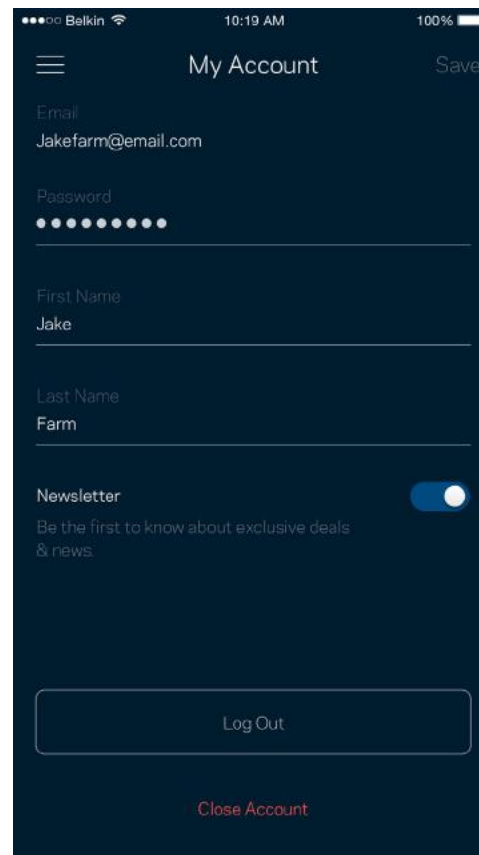 Belkin 10:19 AM 100%
My Account Save
Email
Jakefarm@email.com
Password
●●●●●●●●●
First Name
Jake
Last Name
Farm
Newsletter
Be the first to know about exclusive deals
& news.
Log Out
Close Account